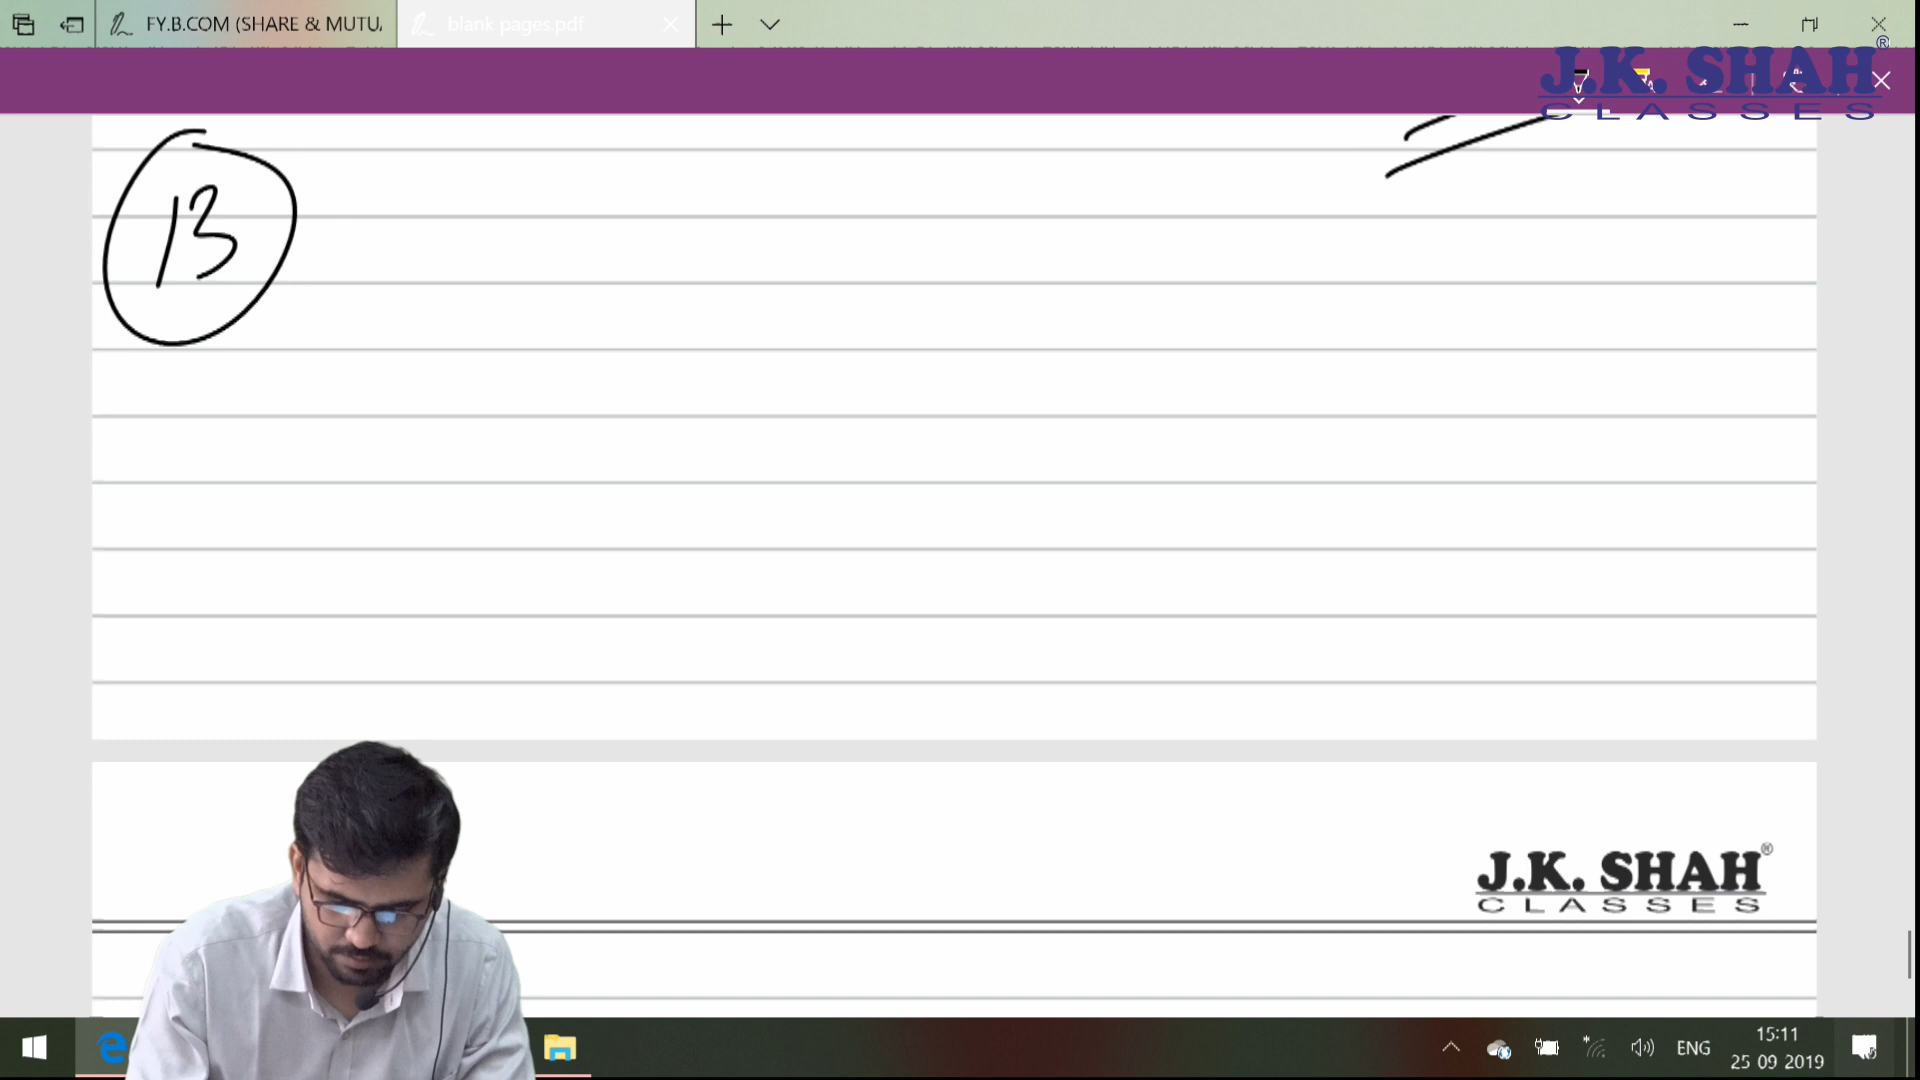 FY.B.COM (SHARE & MUTU
blank pages.pdf
J.K. SHAH®
CLASSES
13
J.K. SHAH®
CLASSES
ENG
15:11
25 09 2019